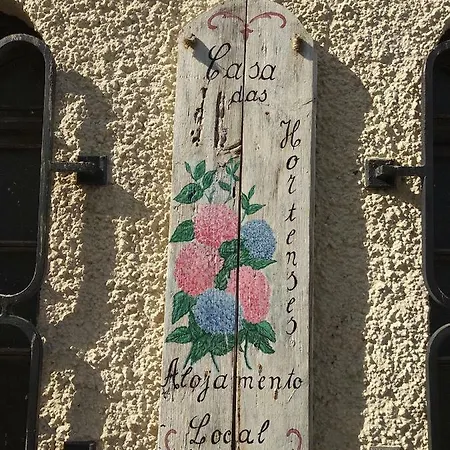 Casa
das
Hortenses
Alojamento
Local